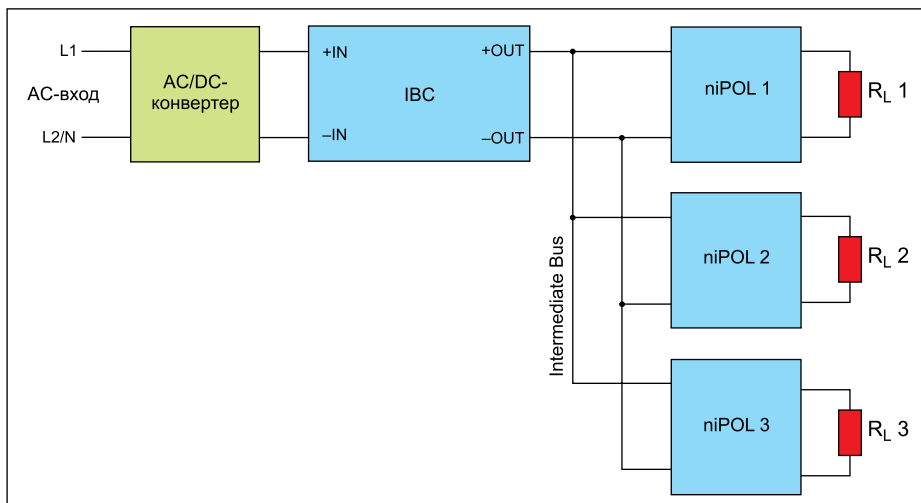 L1
AC-вход
L2/N
AC/DC-
конвертер
+IN
–IN
IBC
+OUT
–OUT
Intermediate Bus
niPOL 1
RL 1
niPOL 2
RL 2
niPOL 3
RL 3